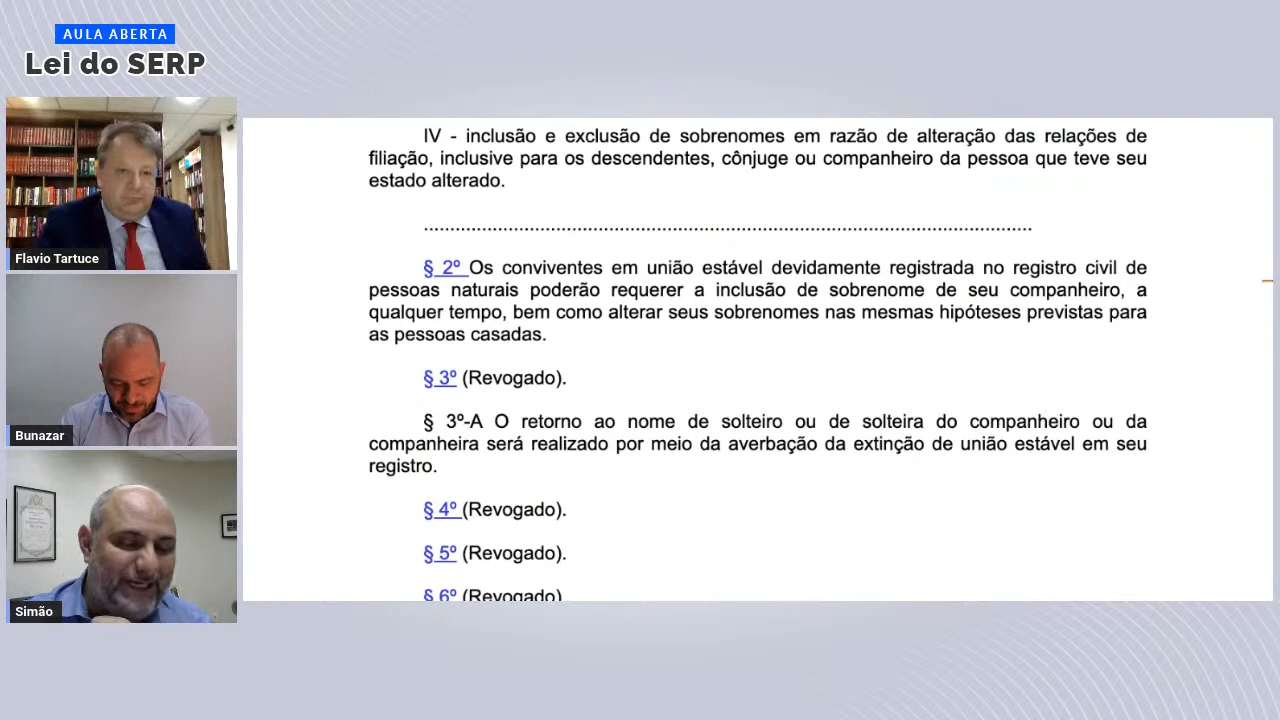 AULA ABERTA
Lei do SERP
Flavio Tartuce
Bunazar
Simão
IV - inclusão e exclusão de sobrenomes em razão de alteração das relações de
filiação, inclusive para os descendentes, cônjuge ou companheiro da pessoa que teve seu
estado alterado.
..............................................................................................................
§ 2º Os conviventes em união estável devidamente registrada no registro civil de
pessoas naturais poderão requerer a inclusão de sobrenome de seu companheiro, a
qualquer tempo, bem como alterar seus sobrenomes nas mesmas hipóteses previstas para
as pessoas casadas.
§ 3º (Revogado).
§ 3º-A O retorno ao nome de solteiro ou de solteira do companheiro ou da
companheira será realizado por meio da averbação da extinção de união estável em seu
registro.
§ 4º (Revogado).
§ 5º (Revogado).
§ 6º (Revogado)